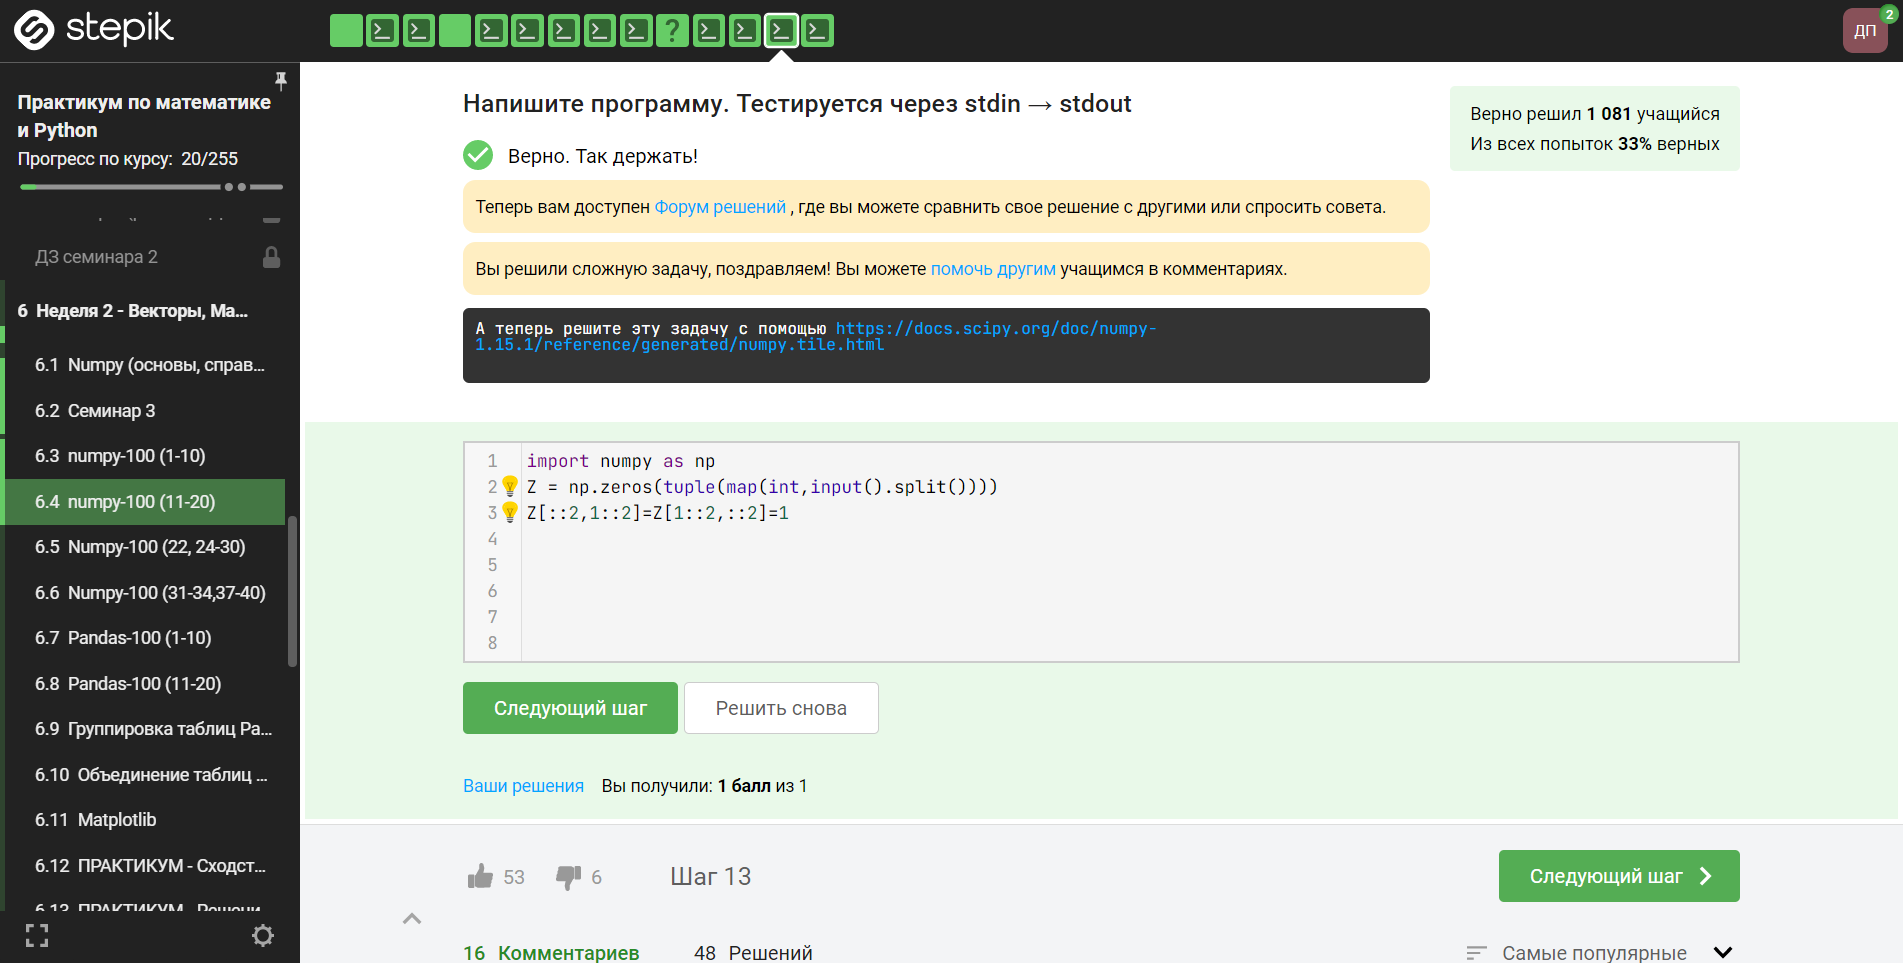 stepik
ДП
2
Практикум по математике
и Python
Прогресс по курсу: 20/255
ДЗ семинара 2
6 Неделя 2 - Векторы, Ма...
6.1 Numpy (основы, справ...
6.2 Семинар 3
6.3 numpy-100 (1-10)
6.4 numpy-100 (11-20)
6.5 Numpy-100 (22, 24-30)
6.6 Numpy-100 (31-34,37-40)
6.7 Pandas-100 (1-10)
6.8 Pandas-100 (11-20)
6.9 Группировка таблиц Pa...
6.10 Объединение таблиц ...
6.11 Matplotlib
6.12 ПРАКТИКУМ - Сходст...
6.13 ПРАКТИКУМ - Решени...
Напишите программу. Тестируется через stdin → stdout
Верно. Так держать!
Верно решил 1 081 учащийся
Из всех попыток 33% верных
Теперь вам доступен Форум решений , где вы можете сравнить свое решение с другими или спросить совета.
Вы решили сложную задачу, поздравляем! Вы можете помочь другим учащимся в комментариях.
А теперь решите эту задачу с помощью https://docs.scipy.org/doc/numpy-
1.15.1/reference/generated/numpy.tile.html
1 import numpy as np
2 Z = np.zeros(tuple(map(int,input().split())))
3 Z[::2,1::2]=Z[1::2,::2]=1
4
5
6
7
8
Следующий шаг
Решить снова
Ваши решения Вы получили: 1 балл из 1
53 6 Шаг 13
Следующий шаг
16 Комментариев 48 Решений
Самые популярные